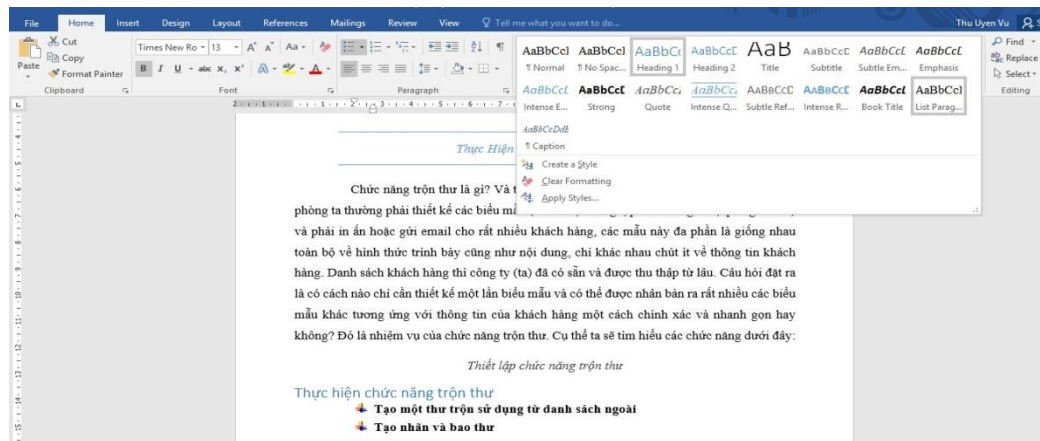 File Home Insert Design Layout References Mailings Review View Tell me what you want to do... Thu Uyen Vu
Cut
Copy
Paste
Format Painter
Clipboard
Times New Ro 13
Font
Paragraph
AaBbCcI AaBbCcI AaBbCc AaBbCcC AaB AaBbCcC AaBbCcL AaBbCcL
¶ Normal ¶ No Spac... Heading 1 Heading 2 Title Subtitle Subtle Em... Emphasis
AaBbCcL AaBbCcL AaBbCc AaBbCc AaBbCcD AaBbCcC AaBbCcL AaBbCcI
Intense E... Strong Quote Intense Q... Subtle Ref... Intense R... Book Title List Parag...
AaBbCcDdE
¶ Caption
Create a Style
Clear Formatting
Apply Styles...
Find
Replace
Select
Editing
Thực Hiện
Chức năng trộn thư là gì? Và
phòng ta thường phải thiết kế các biểu
và phải in ấn hoặc gửi email cho rất nhiều khách hàng, các mẫu này đa phần là giống nhau
toàn bộ về hình thức trình bày cũng như nội dung, chỉ khác nhau chút ít về thông tin khách
hàng. Danh sách khách hàng thì công ty (ta) đã có sẵn và được thu thập từ lâu. Câu hỏi đặt ra
là có cách nào chỉ cần thiết kế một lần biểu mẫu và có thể được nhân bản ra rất nhiều các biểu
mẫu khác tương ứng với thông tin của khách hàng một cách chính xác và nhanh gọn hay
không? Đó là nhiệm vụ của chức năng trộn thư. Cụ thể ta sẽ tìm hiểu các chức năng dưới đây:
Thiết lập chức năng trộn thư
Thực hiện chức năng trộn thư
Tạo một thư trộn sử dụng từ danh sách ngoài
Tạo nhãn và bao thư